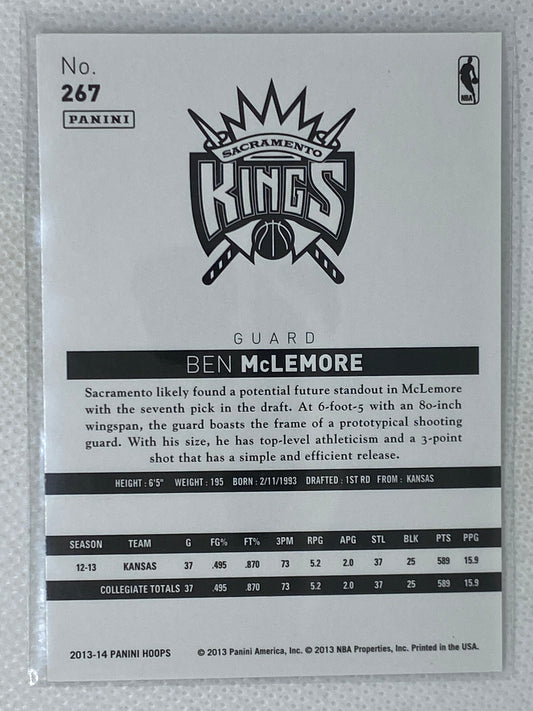 No.
267
PANINI
NBA
SACRAMENTO
KINGS
GUARD
BEN McLEMORE
Sacramento likely found a potential future standout in McLemore
with the seventh pick in the draft. At 6-foot-5 with an 80-inch
wingspan, the guard boasts the frame of a prototypical shooting
guard. With his size, he has top-level athleticism and a 3-point
shot that has a simple and efficient release.
HEIGHT : 6'5" WEIGHT : 195 BORN : 2/11/1993 DRAFTED : 1ST RD FROM : KANSAS
SEASON TEAM G FG% FT% 3PM RPG APG STL BLK PTS PPG
12-13 KANSAS 37 .495 .870 73 5.2 2.0 37 25 589 15.9
COLLEGIATE TOTALS 37 .495 .870 73 5.2 2.0 37 25 589 15.9
2013-14 PANINI HOOPS © 2013 Panini America, Inc. © 2013 NBA Properties, Inc. Printed in the USA.